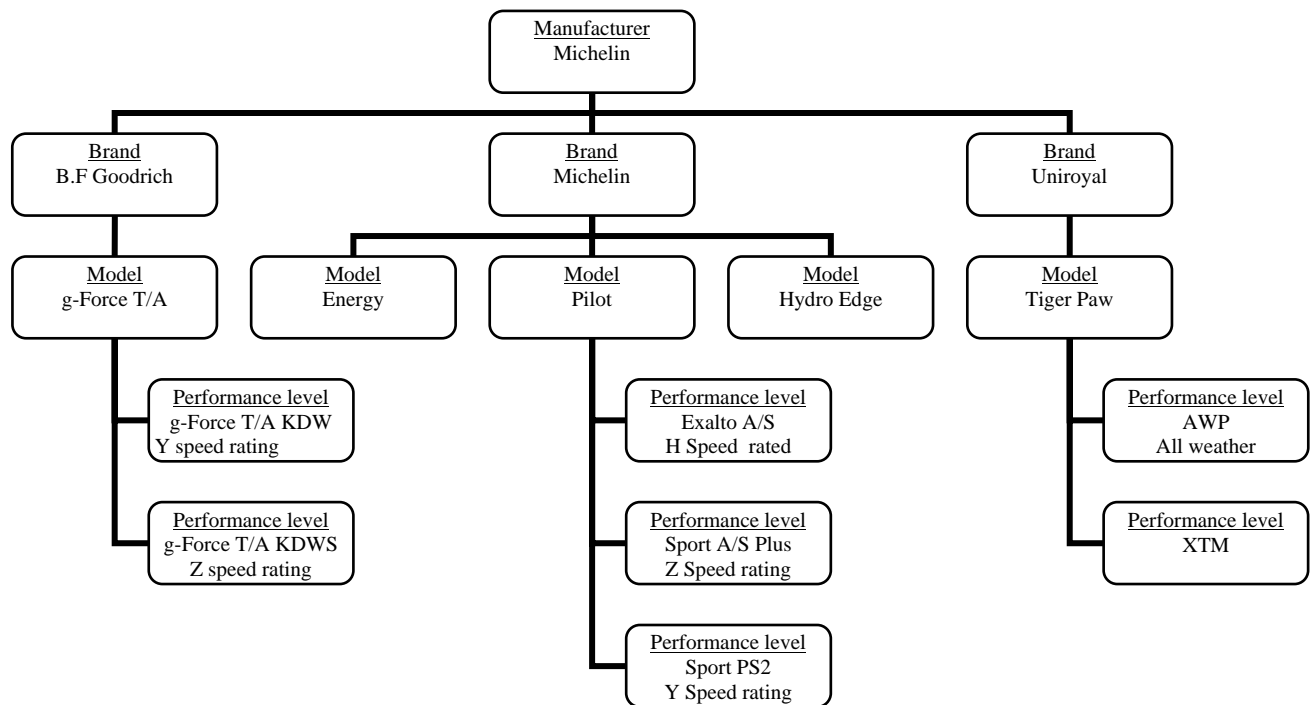 Manufacturer
Michelin
Brand
B.F Goodrich
Brand
Michelin
Brand
Uniroyal
Model
g-Force T/A
Model
Energy
Model
Pilot
Model
Hydro Edge
Model
Tiger Paw
Performance level
g-Force T/A KDW
Y speed rating
Performance level
Exalto A/S
H Speed rated
Performance level
AWP
All weather
Performance level
g-Force T/A KDWS
Z speed rating
Performance level
Sport A/S Plus
Z Speed rating
Performance level
XTM
Performance level
Sport PS2
Y Speed rating